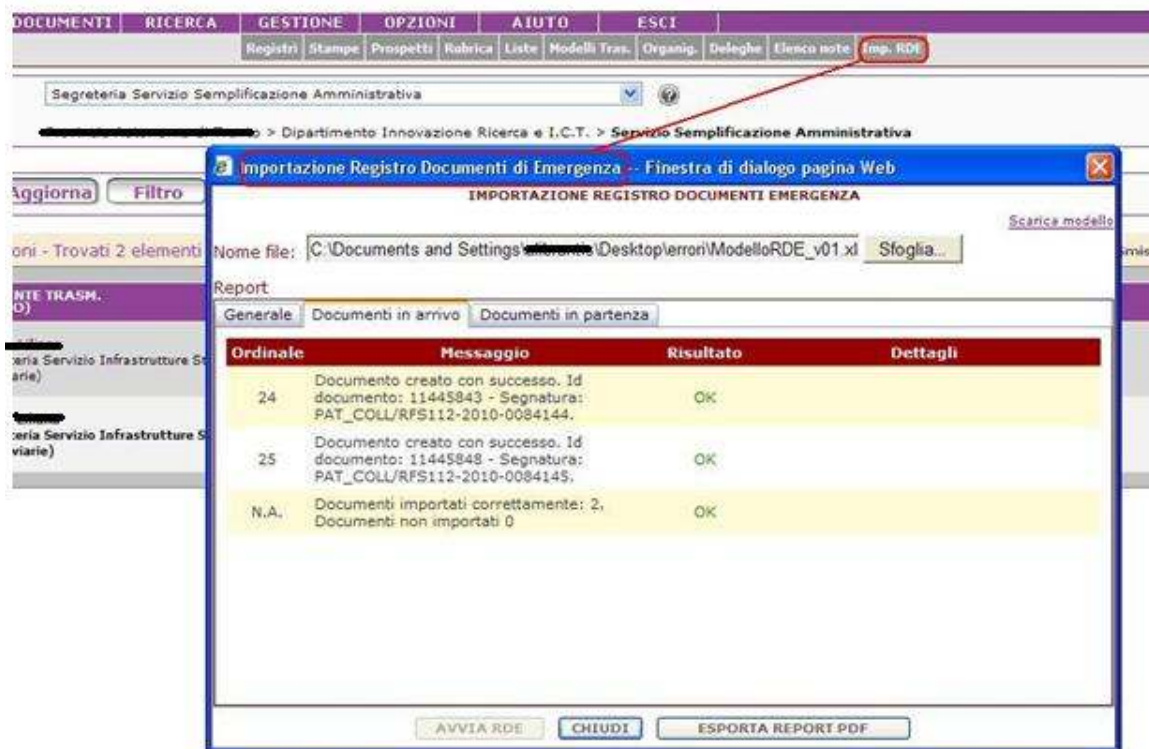 DOCUMENTI RICERCA GESTIONE OPZIONI AIUTO ESCI
Registri Stampe Prospetti Rubrica Liste Modelli Tras. Organig. Deleghe Elenco note Imp. RDE
Segreteria Servizio Semplificazione Amministrativa
> Dipartimento Innovazione Ricerca e I.C.T. > Servizio Semplificazione Amministrativa
Importazione Registro Documenti di Emergenza -- Finestra di dialogo pagina Web
Aggiorna Filtro
IMPORTAZIONE REGISTRO DOCUMENTI EMERGENZA
Scarica modello
oni - Trovati 2 elementi
Nome file: C:\Documents and Settings\ \Desktop\errori\ModelloRDE_v01.xl Sfoglia...
smis
Report
NTE TRASM.
O)
Generale Documenti in arrivo Documenti in partenza
Ordinale Messaggio Risultato Dettagli
teria Servizio Infrastrutture St
arie)
24 Documento creato con successo. Id
documento: 11445843 - Segnatura: OK
PAT_COLL/RFS112-2010-0084144.
teria Servizio Infrastrutture S
viarie)
25 Documento creato con successo. Id
documento: 11445848 - Segnatura: OK
PAT_COLL/RFS112-2010-0084145.
N.A. Documenti importati correttamente: 2, OK
Documenti non importati 0
AVVIA RDE CHIUDI ESPORTA REPORT PDF